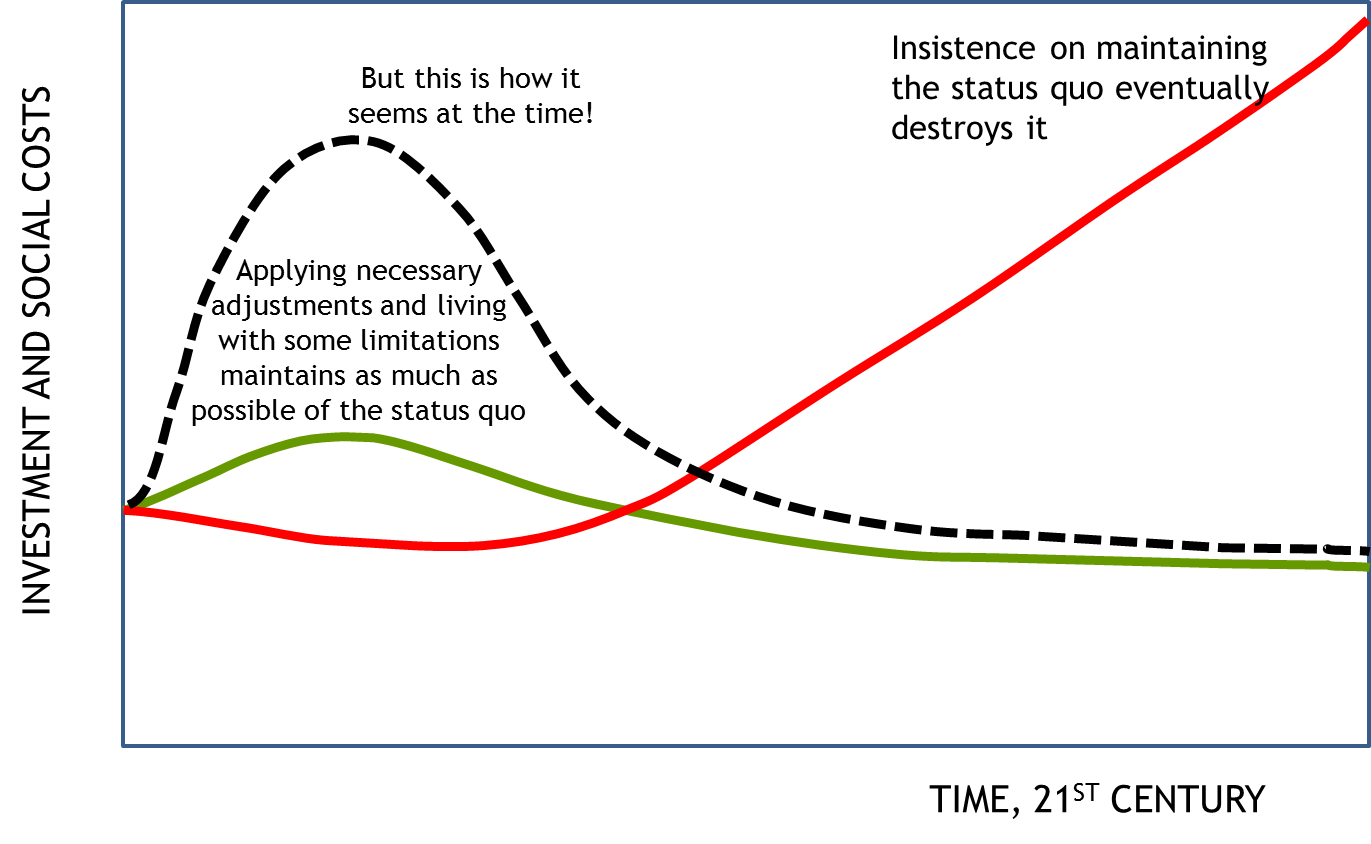 But this is how it
seems at the time!
Insistence on maintaining
the status quo eventually
destroys it
Applying necessary
adjustments and living
with some limitations
maintains as much as
possible of the status quo
INVESTMENT AND SOCIAL COSTS
TIME, 21ST CENTURY